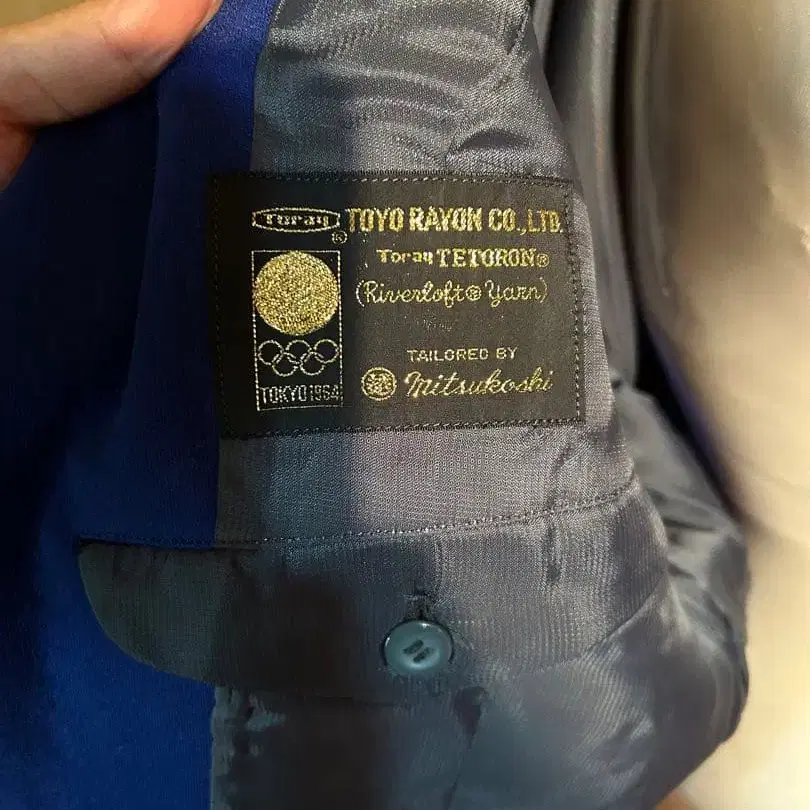 Toray® TOYO RAYON CO.,LTD.
Toray TETORON®
(Riverloft® Yarn)
TOKYO 1964
TAILORED BY
Mitsukoshi